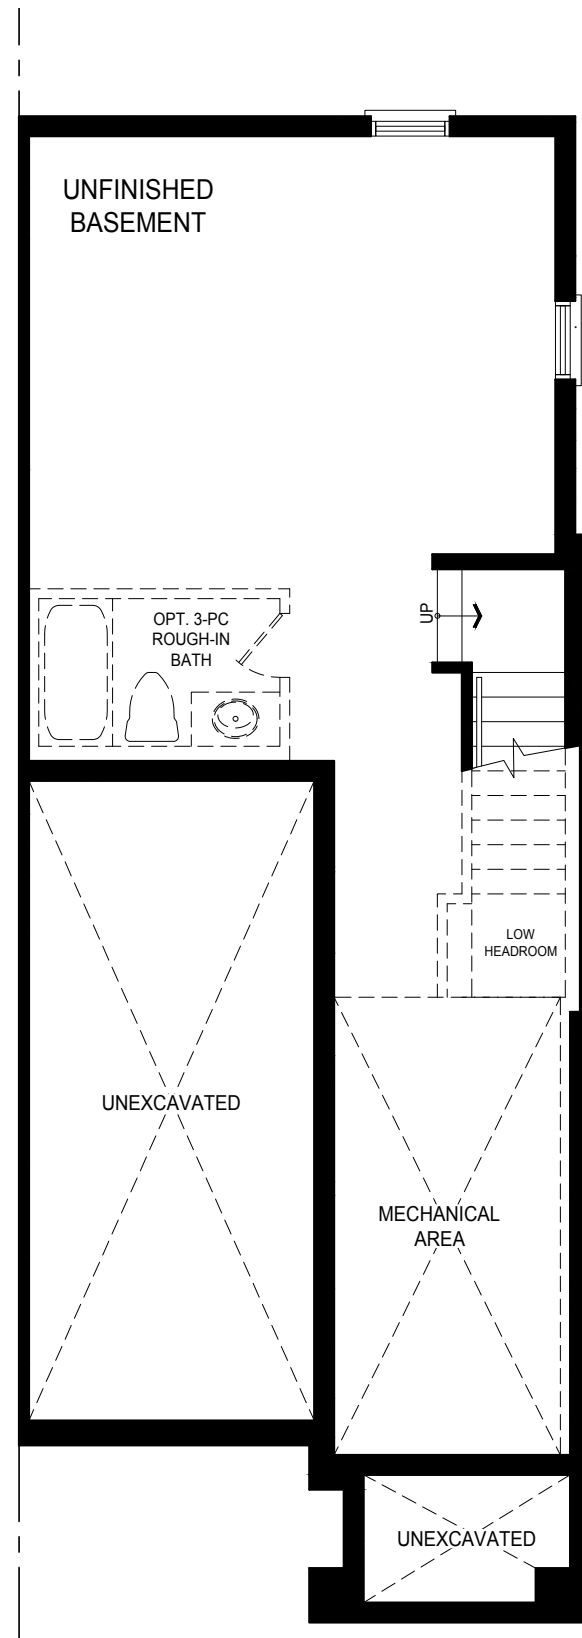 UNFINISHED
BASEMENT
OPT. 3-PC
ROUGH-IN
BATH
UP
LOW
HEADROOM
UNEXCAVATED
MECHANICAL
AREA
UNEXCAVATED